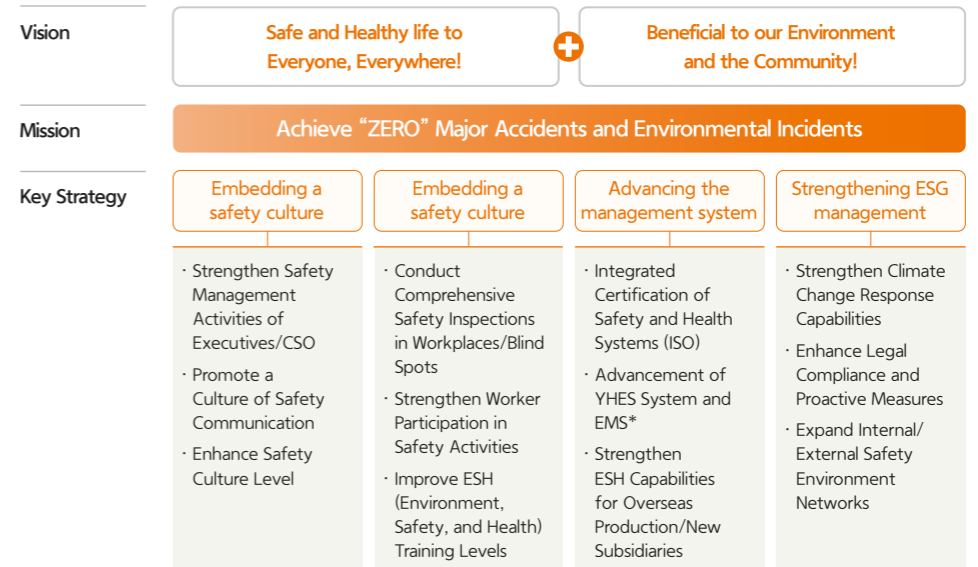 Vision
Safe and Healthy life to
Everyone, Everywhere!
Beneficial to our Environment
and the Community!
Mission
Achieve “ZERO” Major Accidents and Environmental Incidents
Key Strategy
Embedding a
safety culture
· Strengthen Safety
Management
Activities of
Executives/CSO
· Promote a
Culture of Safety
Communication
· Enhance Safety
Culture Level
Embedding a
safety culture
· Conduct
Comprehensive
Safety Inspections
in Workplaces/Blind
Spots
· Strengthen Worker
Participation in
Safety Activities
· Improve ESH
(Environment,
Safety, and Health)
Training Levels
Advancing the
management system
· Integrated
Certification of
Safety and Health
Systems (ISO)
· Advancement of
YHES System and
EMS*
· Strengthen
ESH Capabilities
for Overseas
Production/New
Subsidiaries
Strengthening ESG
management
· Strengthen Climate
Change Response
Capabilities
· Enhance Legal
Compliance and
Proactive Measures
· Expand Internal/
External Safety
Environment
Networks